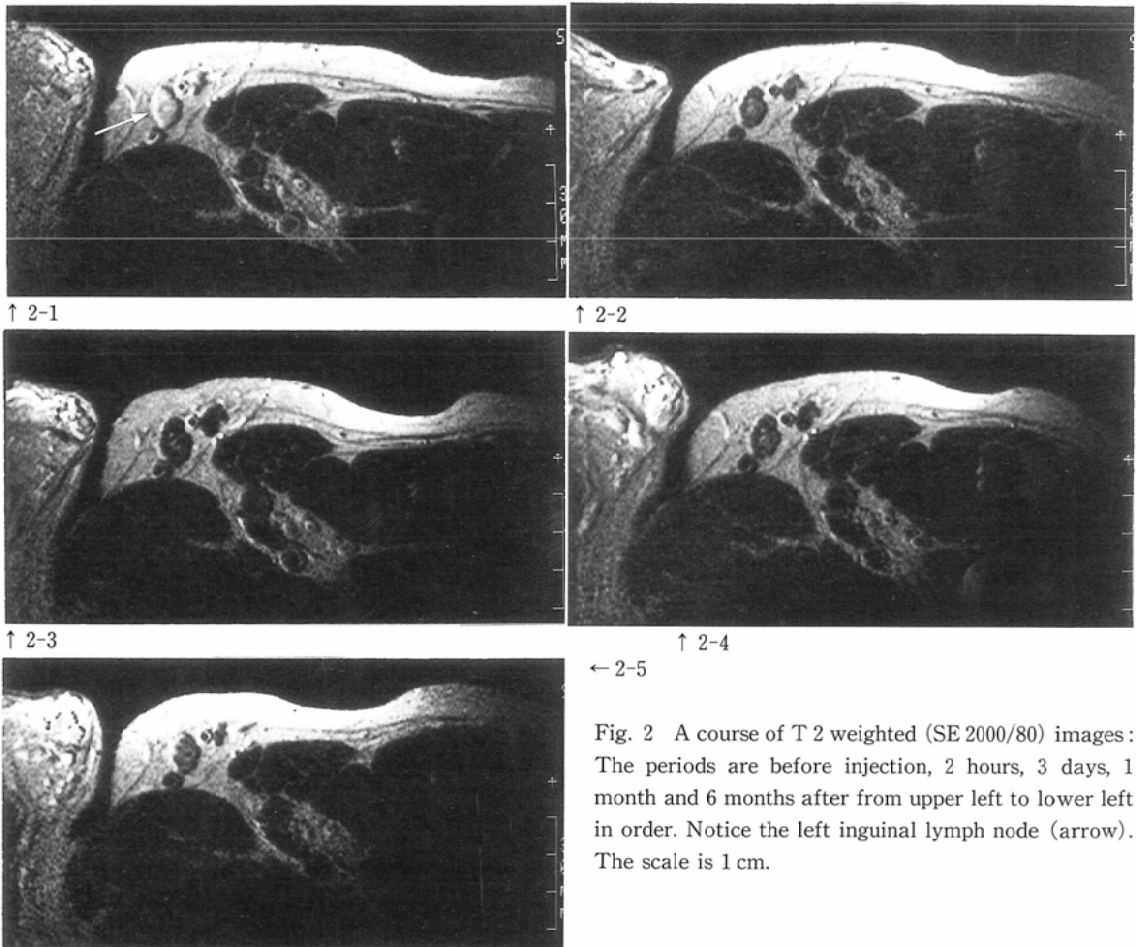 ↑ 2-1
↑ 2-2
↑ 2-3
↑ 2-4
← 2-5
Fig. 2 A course of T 2 weighted (SE 2000/80) images:
The periods are before injection, 2 hours, 3 days, 1
month and 6 months after from upper left to lower left
in order. Notice the left inguinal lymph node (arrow).
The scale is 1 cm.